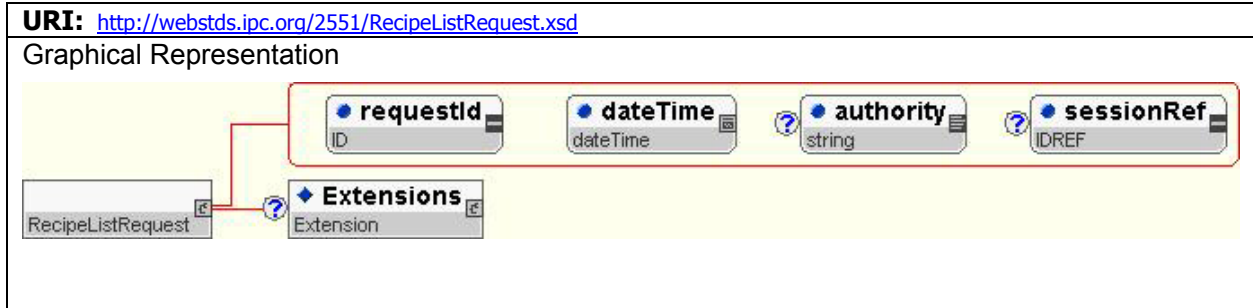 URI: http://webstds.ipc.org/2551/RecipeListRequest.xsd
Graphical Representation
requestId dateTime ? authority ? sessionRef
ID dateTime string IDREF
? Extensions
RecipeListRequest Extension